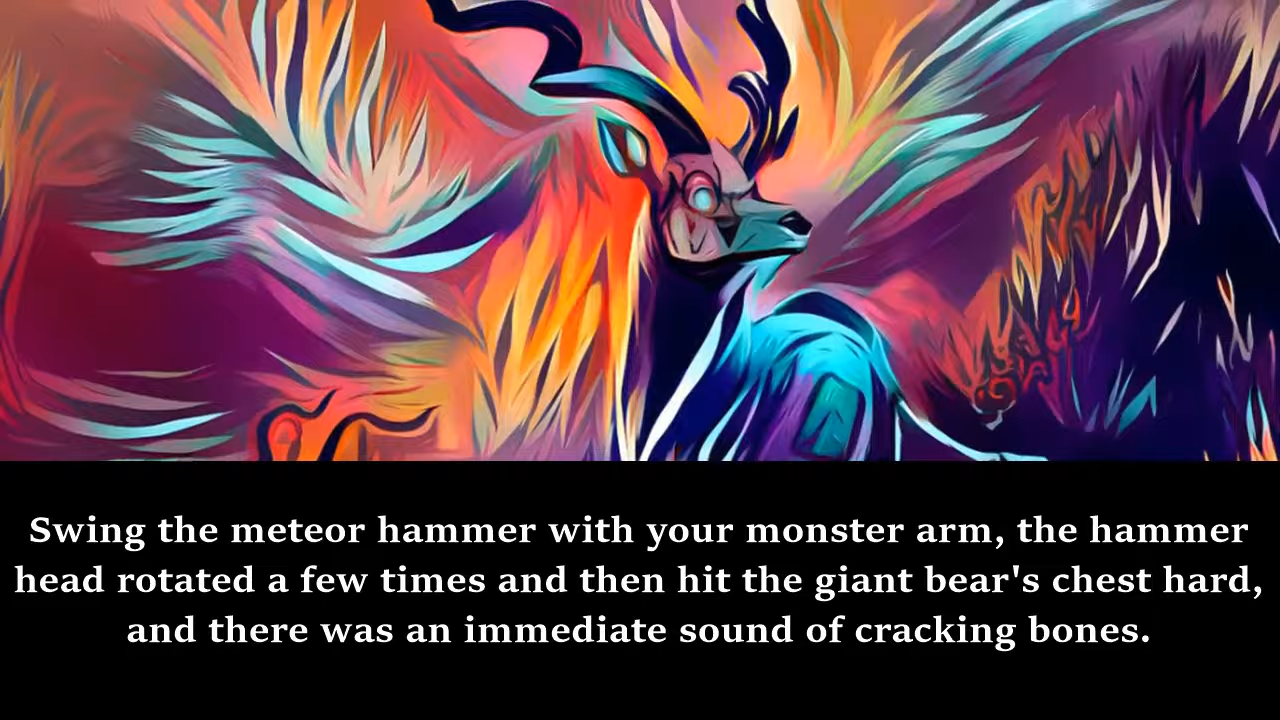 Swing the meteor hammer with your monster arm, the hammer
head rotated a few times and then hit the giant bear's chest hard,
and there was an immediate sound of cracking bones.